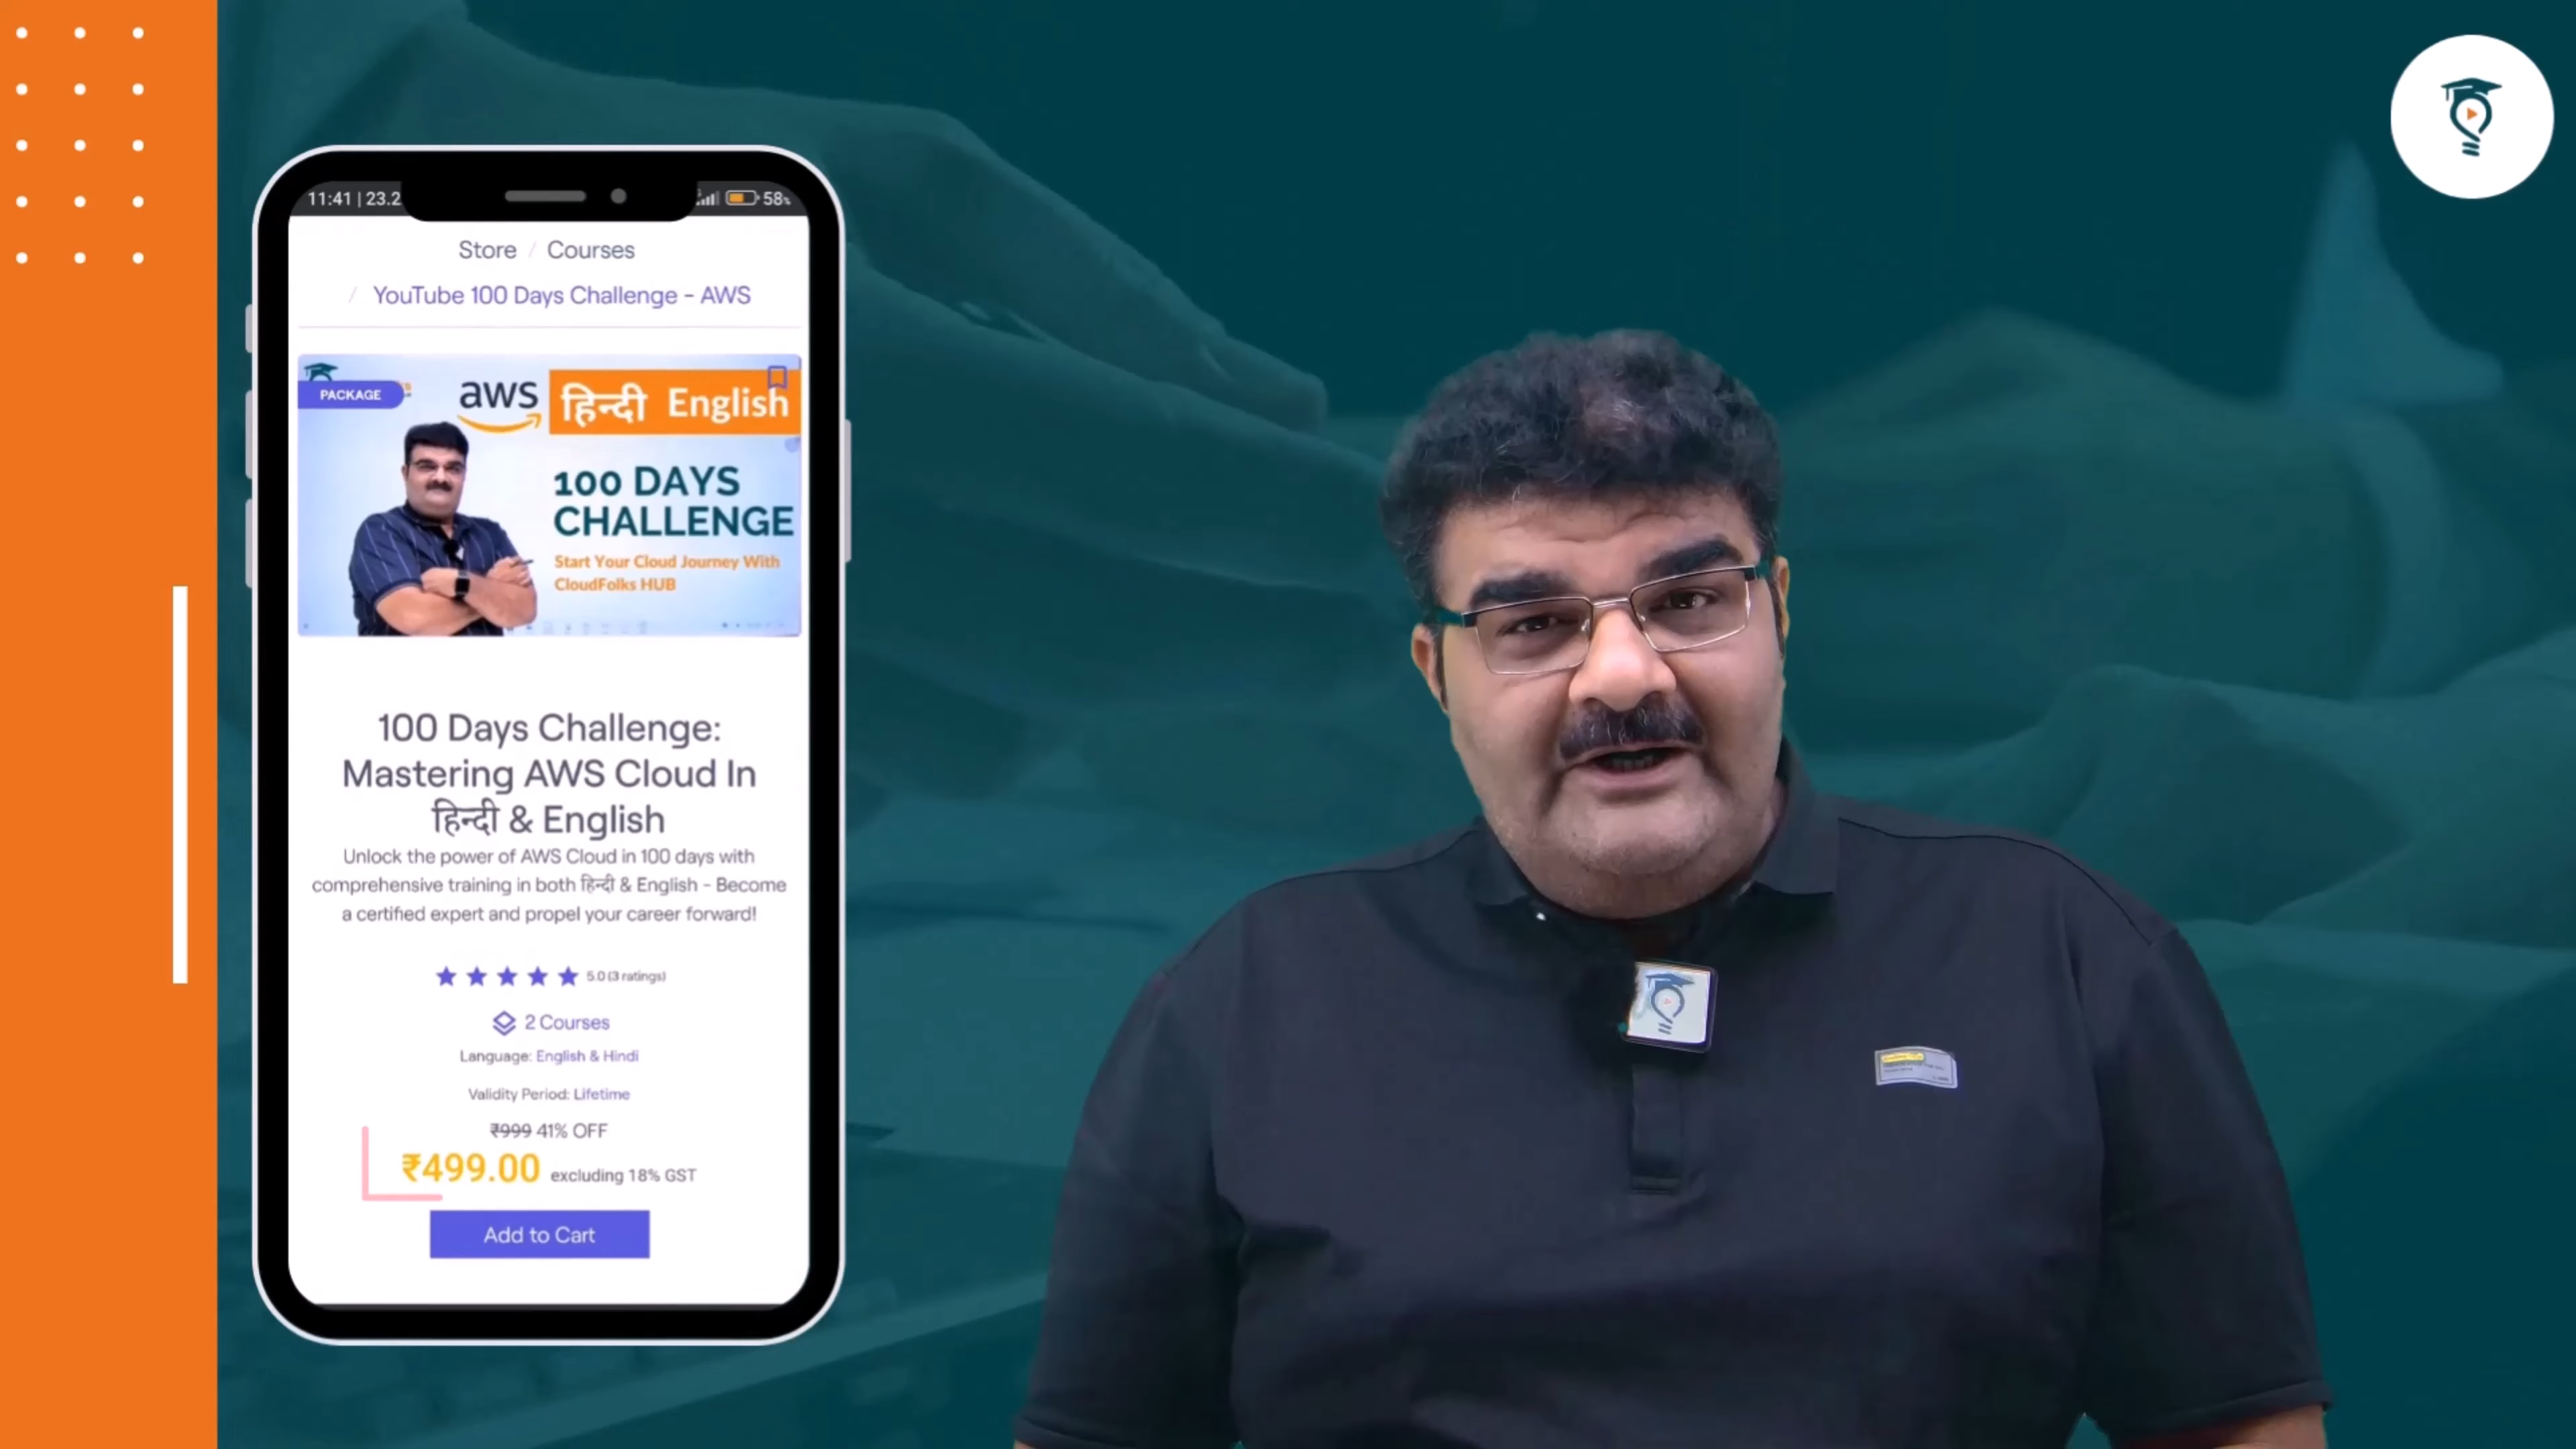 11:41 | 23.2
58%
Store / Courses
/ YouTube 100 Days Challenge - AWS
PACKAGE
aws हिन्दी English
100 DAYS
CHALLENGE
Start Your Cloud Journey With
CloudFolks HUB
100 Days Challenge:
Mastering AWS Cloud In
हिन्दी & English
Unlock the power of AWS Cloud in 100 days with
comprehensive training in both हिन्दी & English - Become
a certified expert and propel your career forward!
5.0 (3 ratings)
2 Courses
Language: English & Hindi
Validity Period: Lifetime
₹999 41% OFF
₹499.00 excluding 18% GST
Add to Cart